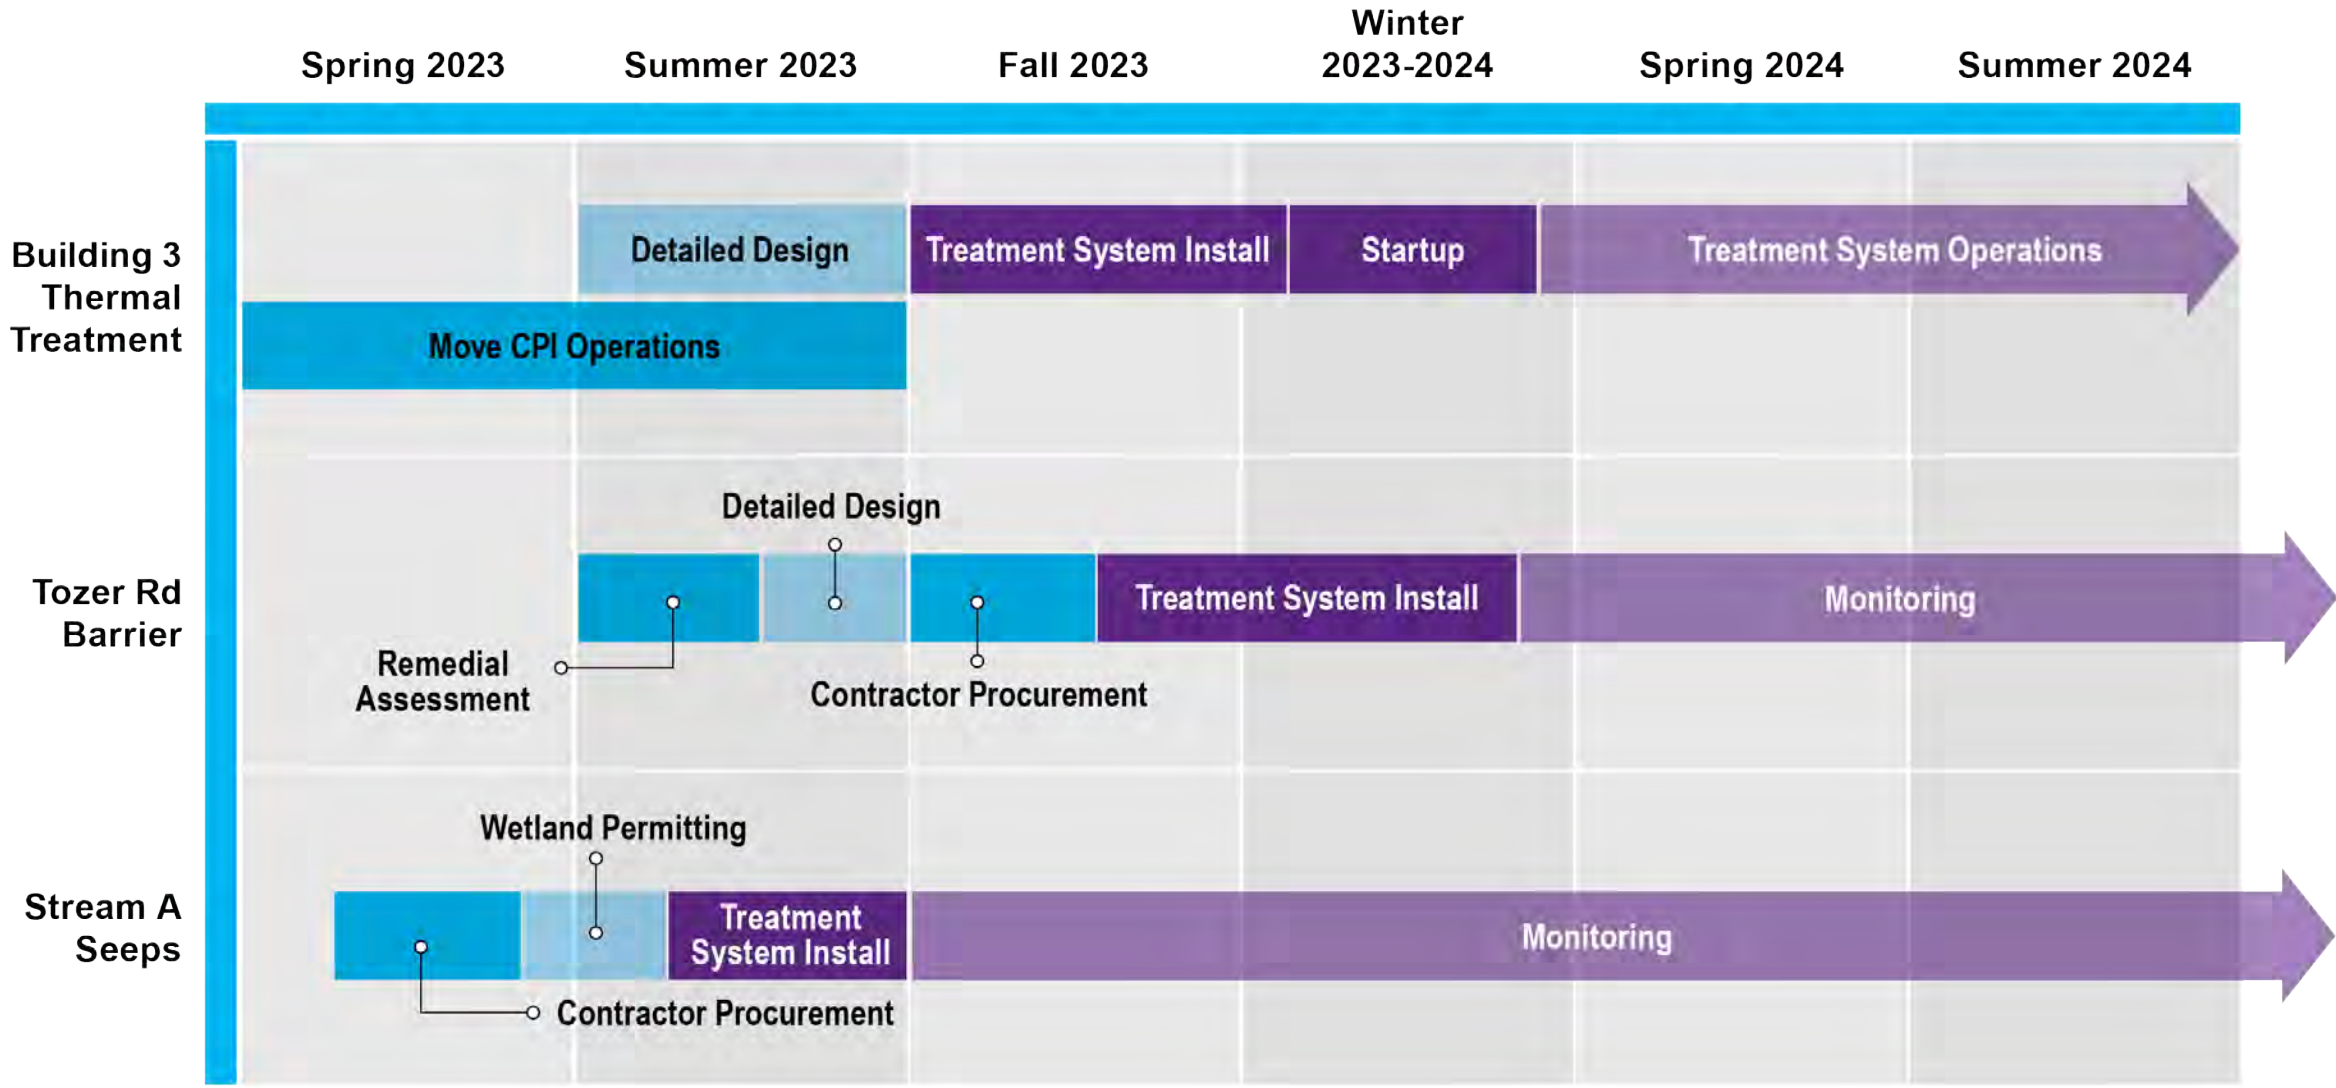 Spring 2023
Summer 2023
Fall 2023
Winter
2023-2024
Spring 2024
Summer 2024
Building 3
Thermal
Treatment
Detailed Design
Treatment System Install
Startup
Treatment System Operations
Move CPI Operations
Tozer Rd
Barrier
Detailed Design
Treatment System Install
Monitoring
Remedial
Assessment
Contractor Procurement
Stream A
Seeps
Wetland Permitting
Treatment
System Install
Monitoring
Contractor Procurement